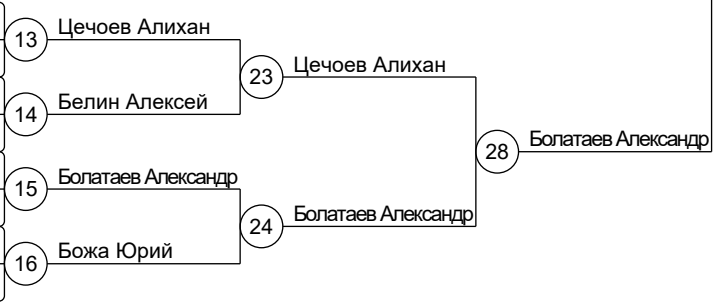 13 Цечоев Алихан
23 Цечоев Алихан
14 Белин Алексей
28 Болатаев Александр
15 Болатаев Александр
24 Болатаев Александр
16 Божа Юрий